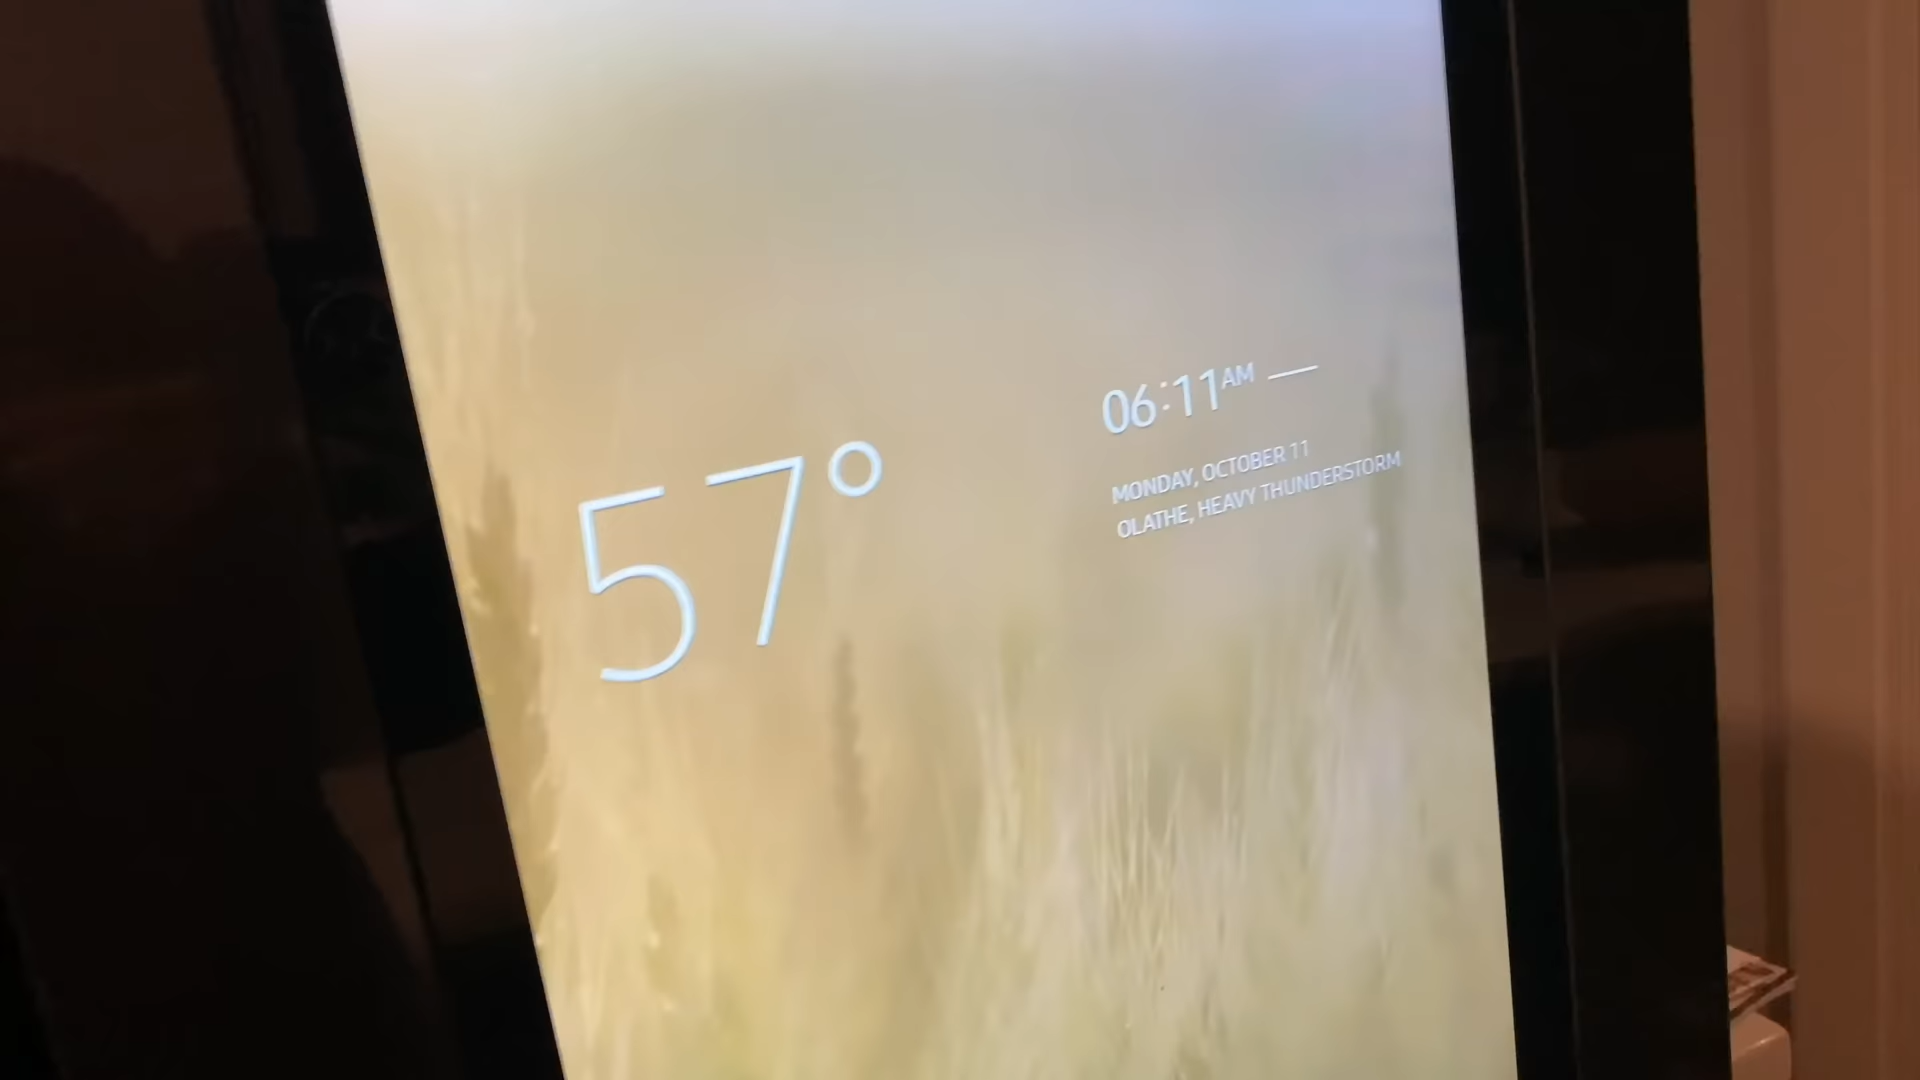 57°
06:11AM
MONDAY, OCTOBER 11
OLATHE, HEAVY THUNDERSTORM